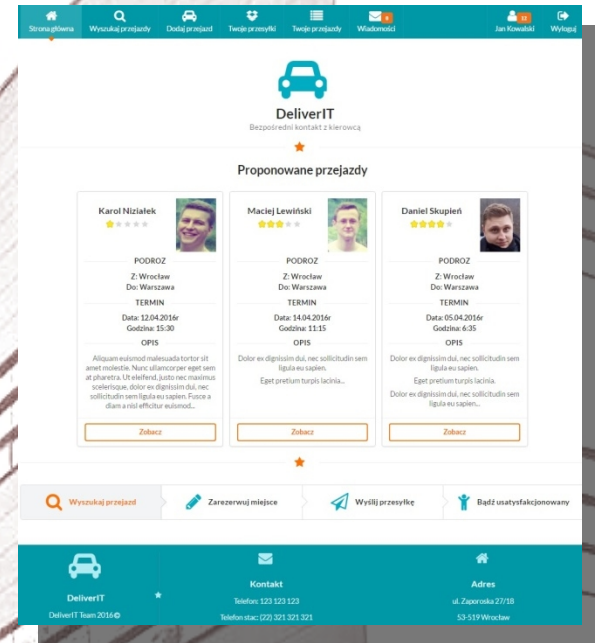 Strona główna
Wyszukaj przejazdy
Dodaj przejazd
Twoje przesyłki
Twoje przejazdy
Wiadomości
Jan Kowalski
Wyloguj
DeliverIT
Bezpośredni kontakt z kierowcą
Proponowane przejazdy
Karol Niziałek
PODROZ
Z: Wrocław
Do: Warszawa
TERMIN
Data: 12.04.2016r
Godzina: 15:30
OPIS
Aliquam euismod malesuada tortor sit
amet molestie. Nunc ullamcorper eget sem
at pharetra. Ut eleifend, justo nec maximus
scelerisque, dolor ex dignissim dui, nec
sollicitudin sem ligula eu sapien. Fusce a
diam a nisl efficitur euismod...
Zobacz
Maciej Lewiński
PODROZ
Z: Wrocław
Do: Warszawa
TERMIN
Data: 14.04.2016r
Godzina: 11:15
OPIS
Dolor ex dignissim dui, nec sollicitudin sem
ligula eu sapien.
Eget pretium turpis lacinia...
Zobacz
Daniel Skupień
PODROZ
Z: Wrocław
Do: Warszawa
TERMIN
Data: 05.04.2016r
Godzina: 6:35
OPIS
Dolor ex dignissim dui, nec sollicitudin sem
ligula eu sapien.
Eget pretium turpis lacinia.
Dolor ex dignissim dui, nec sollicitudin sem
ligula eu sapien...
Zobacz
Wyszukaj przejazd
Zarezerwuj miejsce
Wyślij przesyłkę
Bądź usatysfakcjonowany
DeliverIT
DeliverIT Team 2016 ©
Kontakt
Telefon: 123 123 123
Telefon stac: (22) 321 321 321
Adres
ul. Zaporoska 27/18
53-519 Wrocław